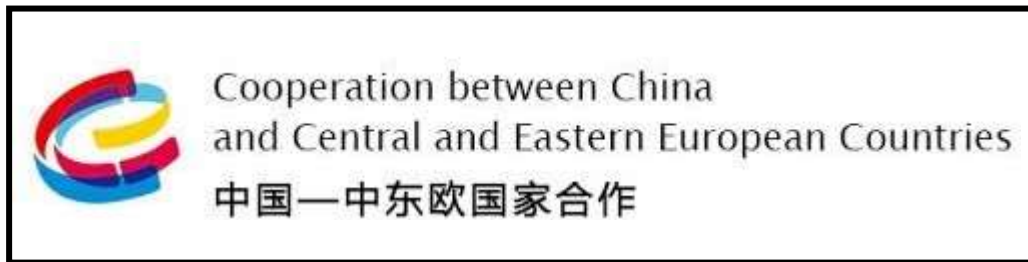 Cooperation between China
and Central and Eastern European Countries
中国—中东欧国家合作